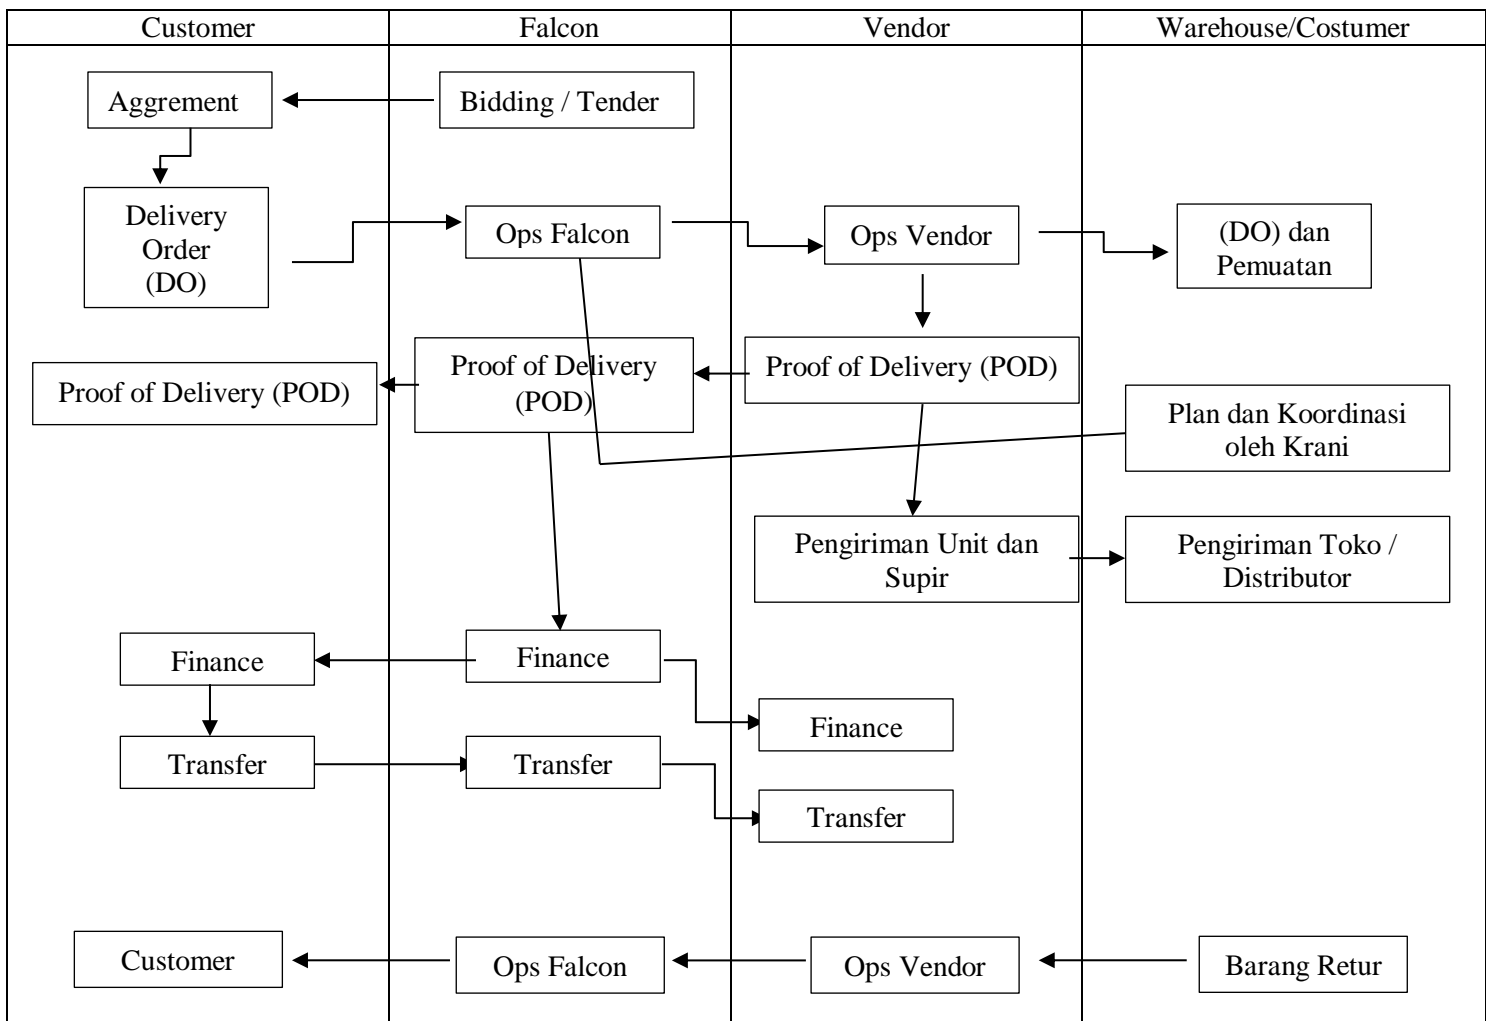 Customer
Falcon
Vendor
Warehouse/Costumer
Aggrement
Bidding / Tender
Delivery
Order
(DO)
Ops Falcon
Ops Vendor
(DO) dan
Pemuatan
Proof of Delivery (POD)
Proof of Delivery
(POD)
Proof of Delivery (POD)
Plan dan Koordinasi
oleh Krani
Pengiriman Unit dan
Supir
Pengiriman Toko /
Distributor
Finance
Finance
Finance
Transfer
Transfer
Transfer
Customer
Ops Falcon
Ops Vendor
Barang Retur